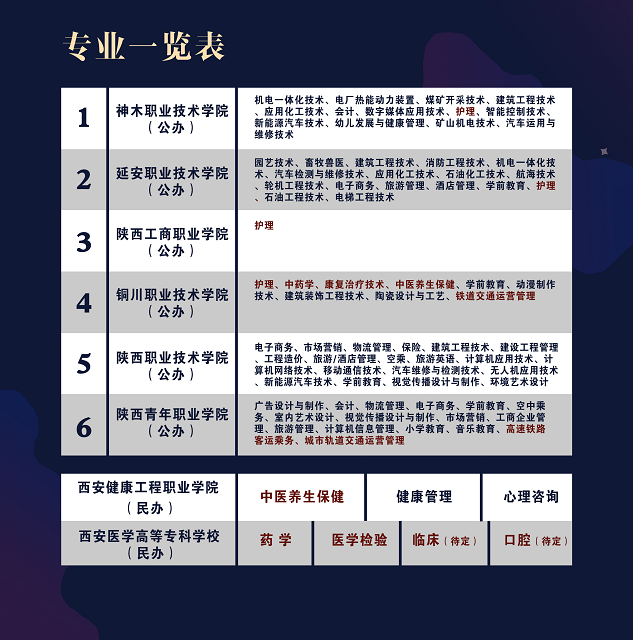 专业一览表
1
神木职业技术学院
（公办）
机电一体化技术、电厂热能动力装置、煤矿开采技术、建筑工程技术
、应用化工技术、会计、数字媒体应用技术、护理、智能控制技术、
新能源汽车技术、幼儿发展与健康管理、矿山机电技术、汽车运用与
维修技术
2
延安职业技术学院
（公办）
园艺技术、畜牧兽医、建筑工程技术、消防工程技术、机电一体化技
术、汽车检测与维修技术、应用化工技术、石油化工技术、航海技术
、轮机工程技术、电子商务、旅游管理、酒店管理、学前教育、护理
、石油工程技术、电梯工程技术
3
陕西工商职业学院
（公办）
护理
4
铜川职业技术学院
（公办）
护理、中药学、康复治疗技术、中医养生保健、学前教育、动漫制作
技术、建筑装饰工程技术、陶瓷设计与工艺、铁道交通运营管理
5
陕西职业技术学院
（公办）
电子商务、市场营销、物流管理、保险、建筑工程技术、建设工程管理
、工程造价、旅游/酒店管理、空乘、旅游英语、计算机应用技术、计
算机网络技术、移动通信技术、汽车维修与检测技术、无人机应用技术
、新能源汽车技术、学前教育、视觉传播设计与制作、环境艺术设计
6
陕西青年职业学院
（公办）
广告设计与制作、会计、物流管理、电子商务、学前教育、空中乘
务、室内艺术设计、视觉传播设计与制作、市场营销、工商企业管
理、旅游管理、计算机信息管理、小学教育、音乐教育、高速铁路
客运乘务、城市轨道交通运营管理
西安健康工程职业学院
（民办）
中医养生保健
健康管理
心理咨询
西安医学高等专科学校
（民办）
药 学
医学检验
临床（待定）
口腔（待定）